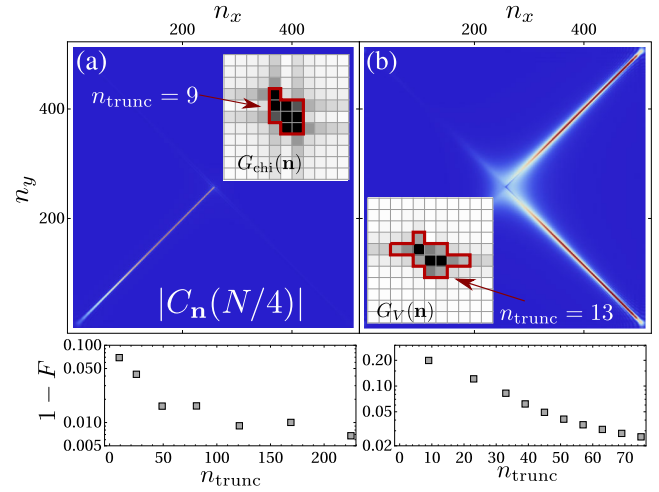 n_x n_x
200 400 200 400
(a) (b)
400
n_trunc = 9
G_chi(n)
n_y
200
|C_n(N/4)|
G_V(n)
n_trunc = 13
1 − F
0.100
0.010
0.005
0 50 100 150 200
n_trunc
0.20
0.10
0.05
0.02
0 10 20 30 40 50 60 70
n_trunc